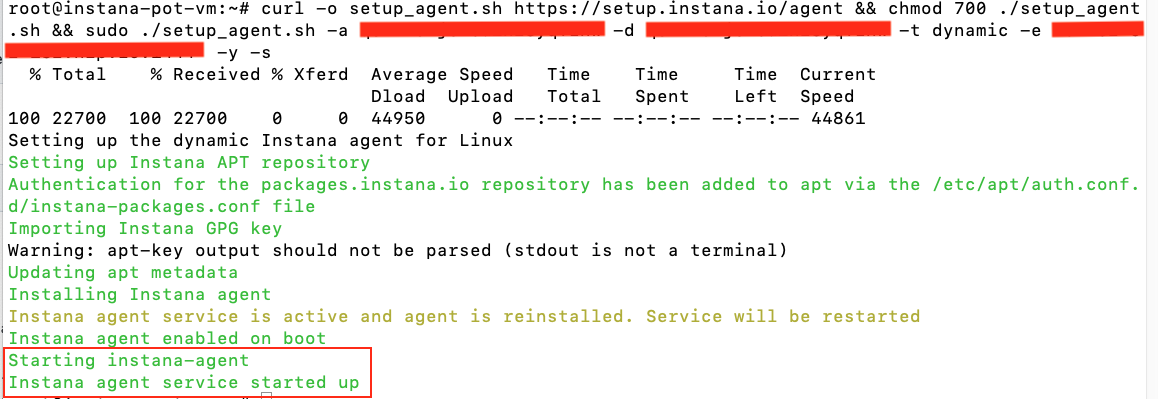 root@instana-pot-vm:~# curl -o setup_agent.sh https://setup.instana.io/agent && chmod 700 ./setup_agent
.sh && sudo ./setup_agent.sh -a -d -t dynamic -e
-y -s
% Total % Received % Xferd Average Speed Time Time Time Current
Dload Upload Total Spent Left Speed
100 22700 100 22700 0 0 44950 0 --:--:-- --:--:-- --:--:-- 44861
Setting up the dynamic Instana agent for Linux
Setting up Instana APT repository
Authentication for the packages.instana.io repository has been added to apt via the /etc/apt/auth.conf.
d/instana-packages.conf file
Importing Instana GPG key
Warning: apt-key output should not be parsed (stdout is not a terminal)
Updating apt metadata
Installing Instana agent
Instana agent service is active and agent is reinstalled. Service will be restarted
Instana agent enabled on boot
Starting instana-agent
Instana agent service started up